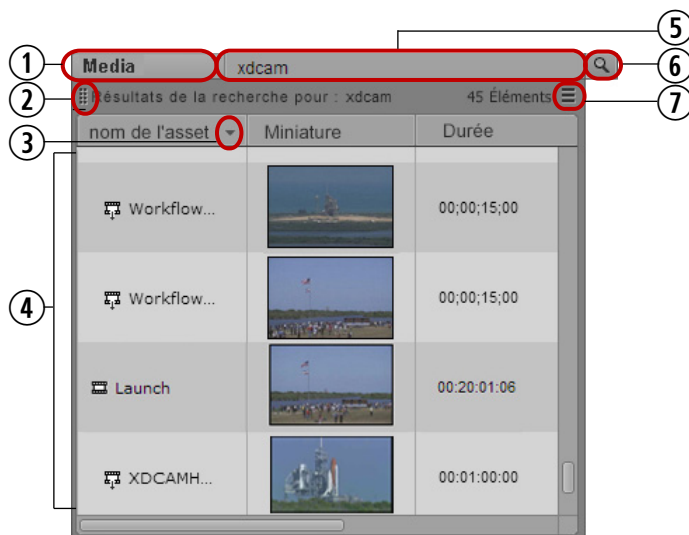 5
1 Media xdcam 6
2 Résultats de la recherche pour : xdcam 45 Éléments 7
3 nom de l'asset Miniature Durée
Workflow... 00;00;15;00
4 Workflow... 00;00;15;00
Launch 00:20:01:06
XDCAMH... 00:01:00:00